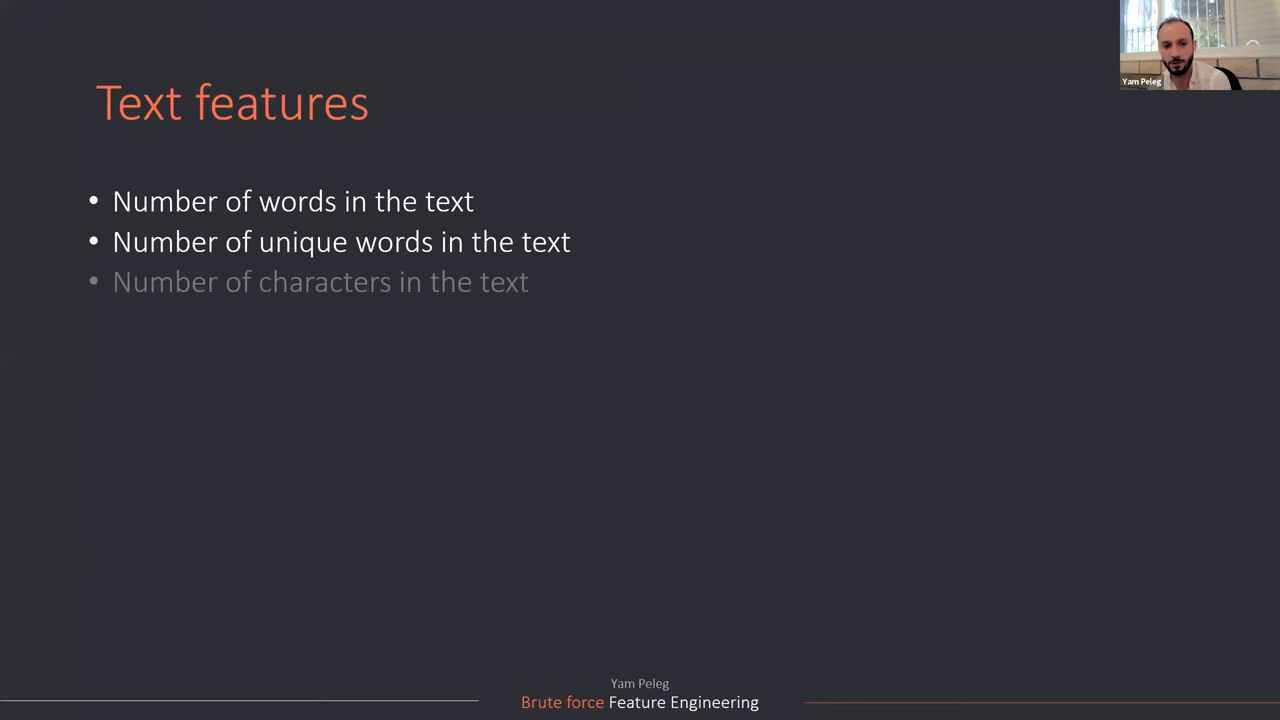 Yam Peleg
Text features
• Number of words in the text
• Number of unique words in the text
• Number of characters in the text
Yam Peleg
Brute force Feature Engineering